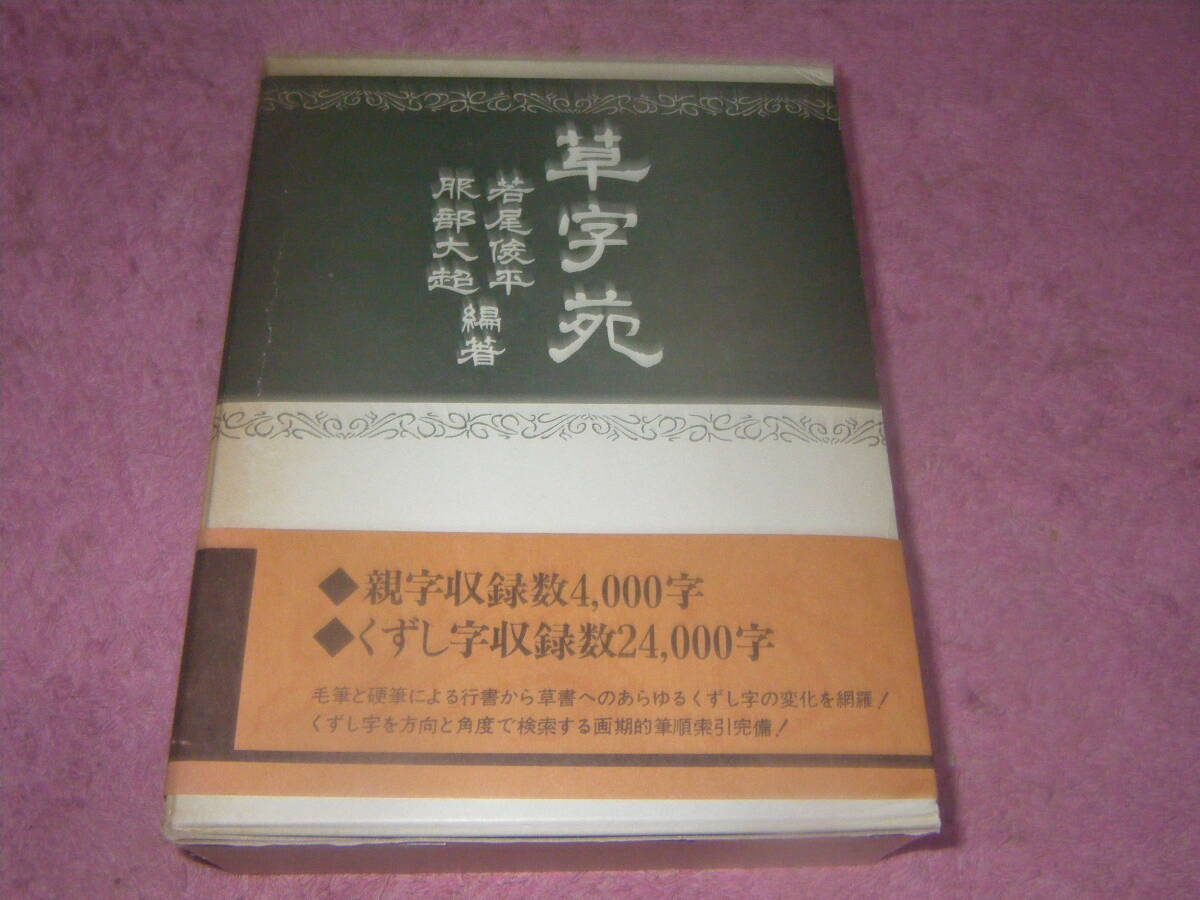 草字苑
若尾俊平
服部大超
編著
◆親字収録数4,000字
◆くずし字収録数24,000字
毛筆と硬筆による行書から草書へのあらゆるくずし字の変化を網羅!
くずし字を方向と角度で検索する画期的筆順索引完備!